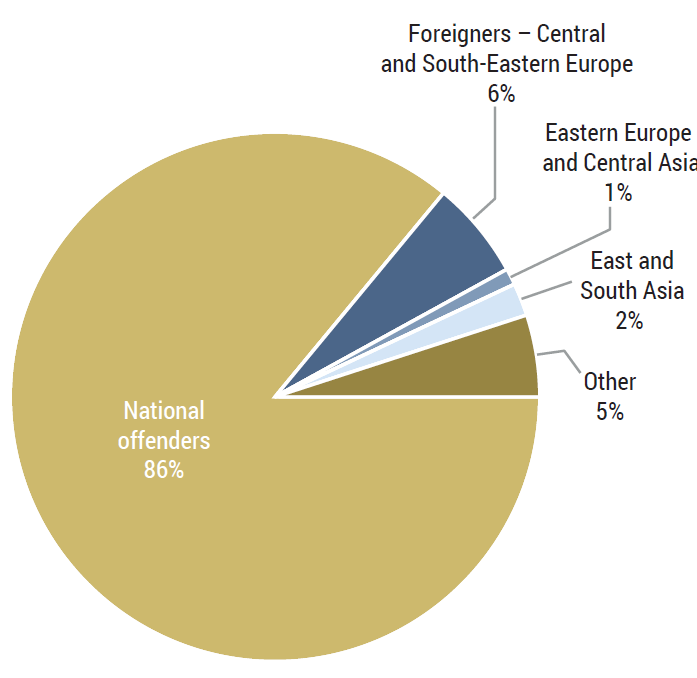 Foreigners – Central
and South-Eastern Europe
6%
Eastern Europe
and Central Asia
1%
East and
South Asia
2%
Other
5%
National
offenders
86%